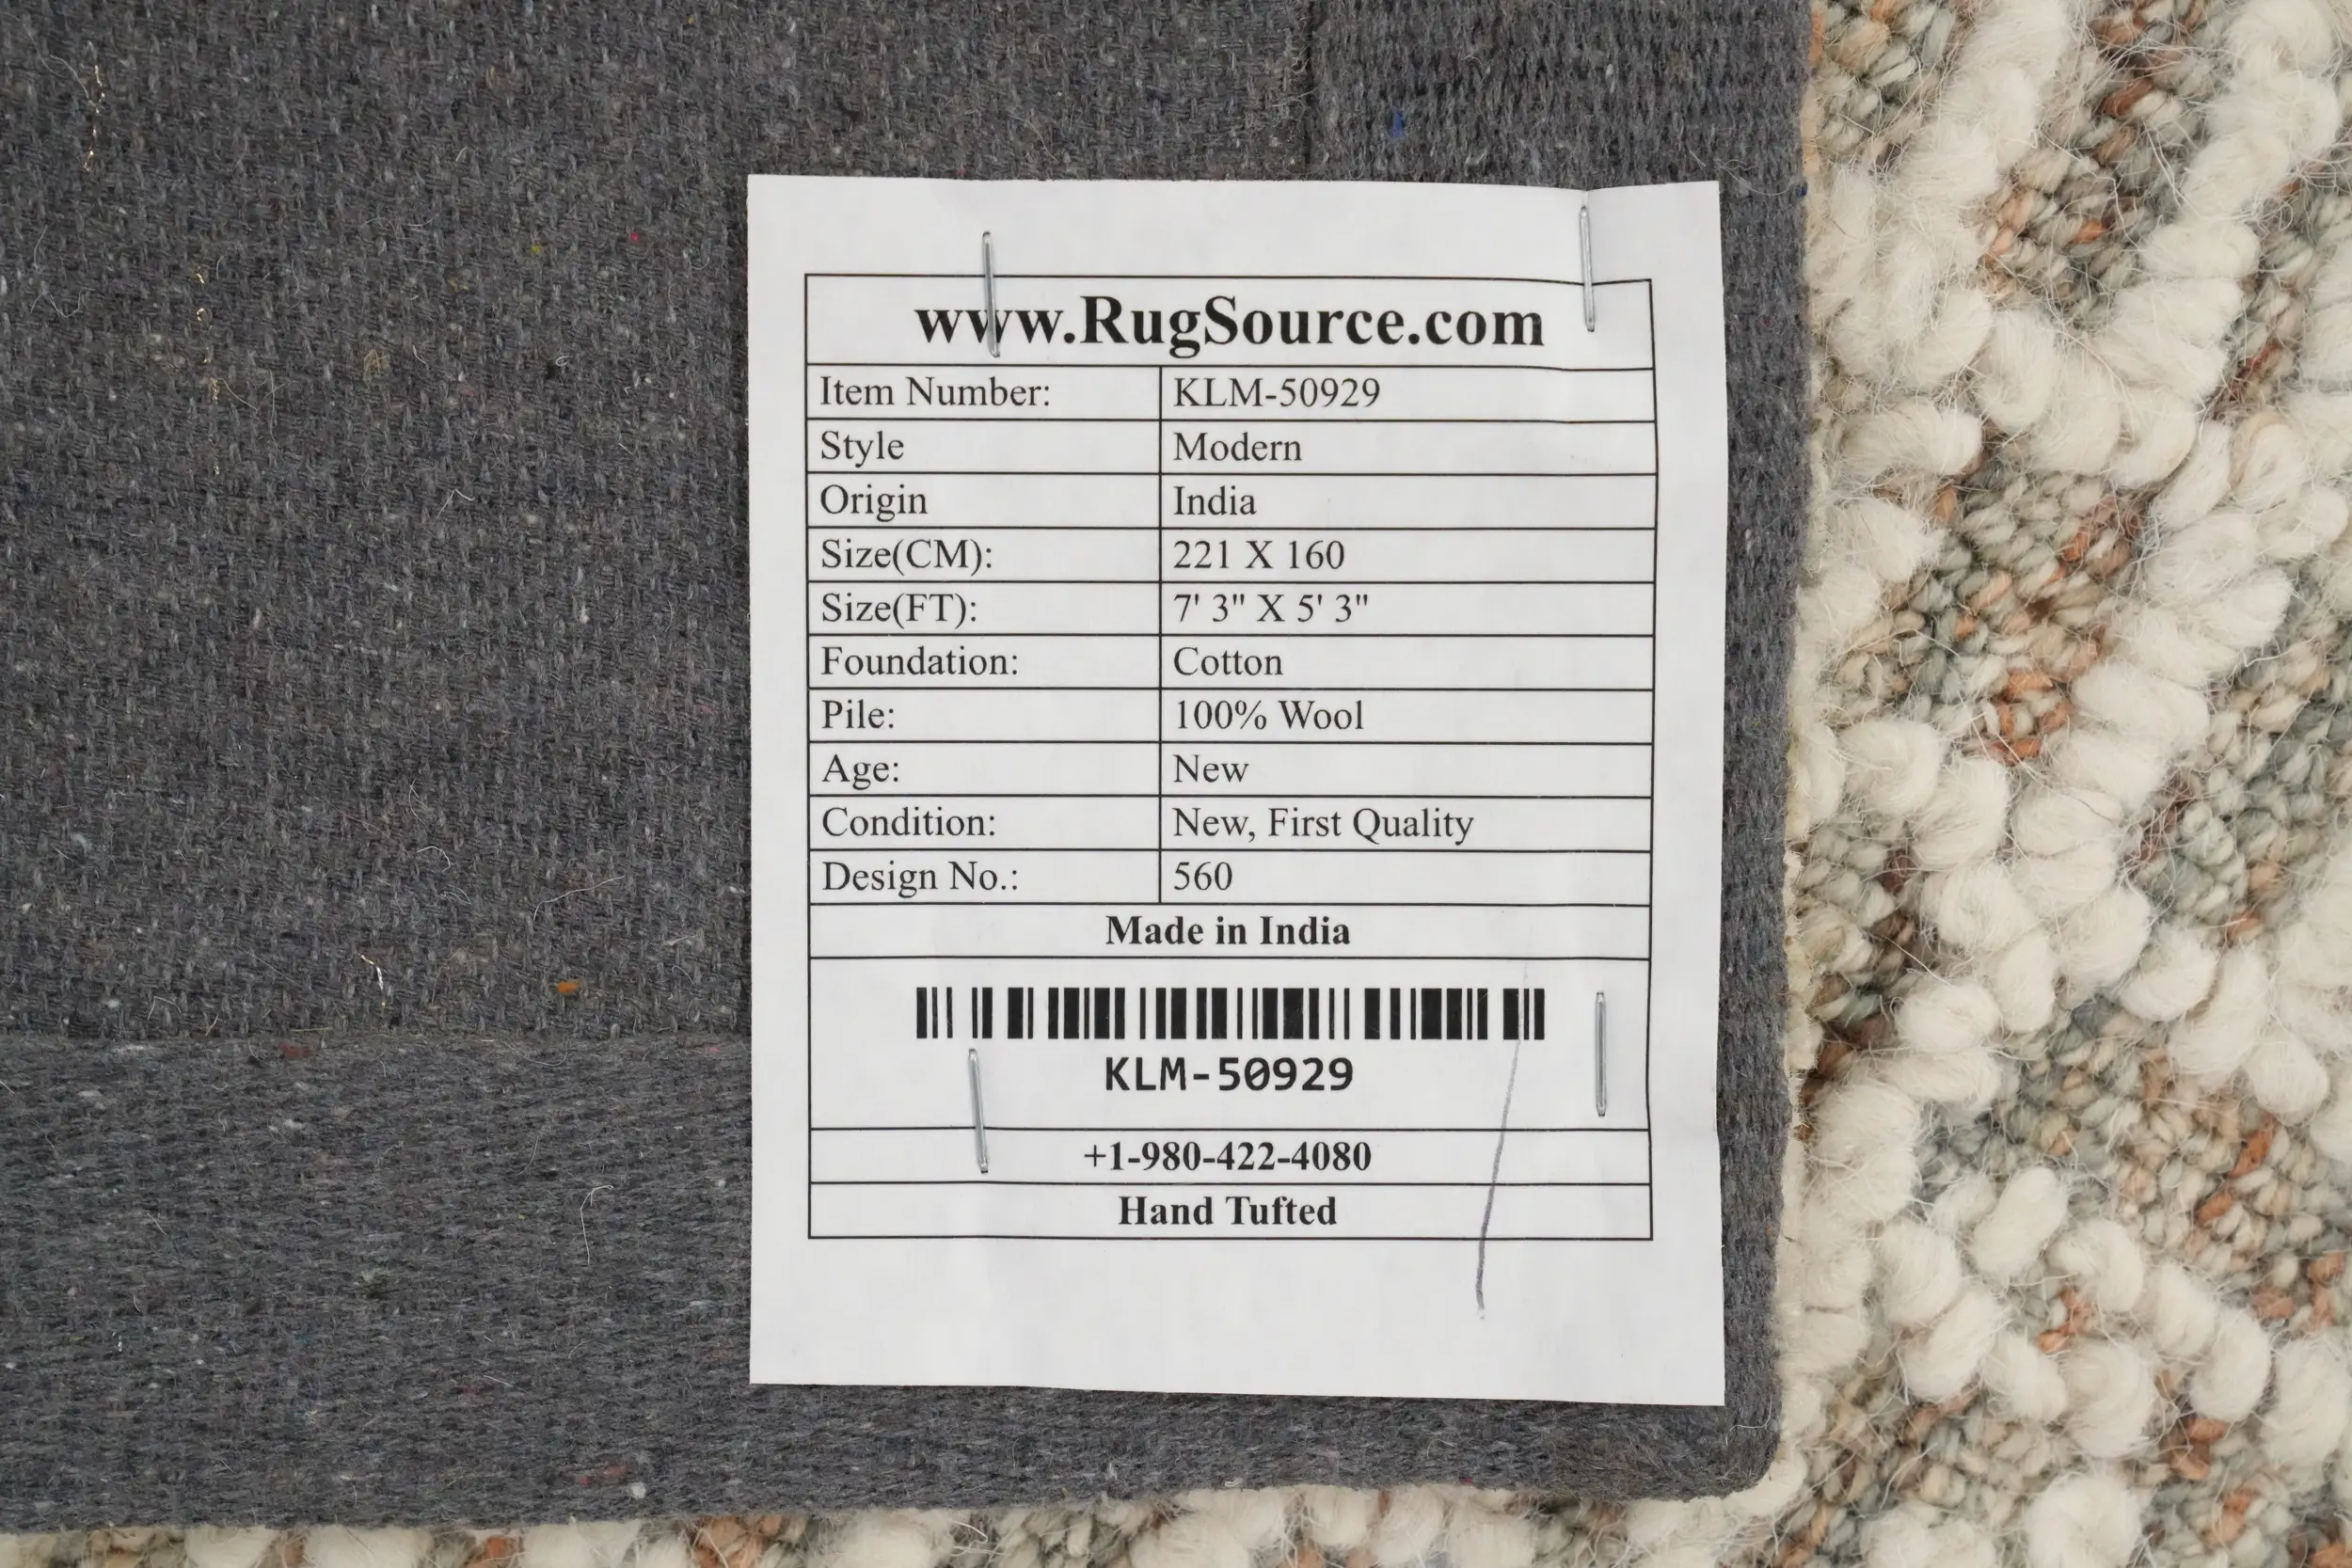 www.RugSource.com
Item Number: KLM-50929
Style Modern
Origin India
Size(CM): 221 X 160
Size(FT): 7' 3" X 5' 3"
Foundation: Cotton
Pile: 100% Wool
Age: New
Condition: New, First Quality
Design No.: 560
Made in India
KLM-50929
+1-980-422-4080
Hand Tufted